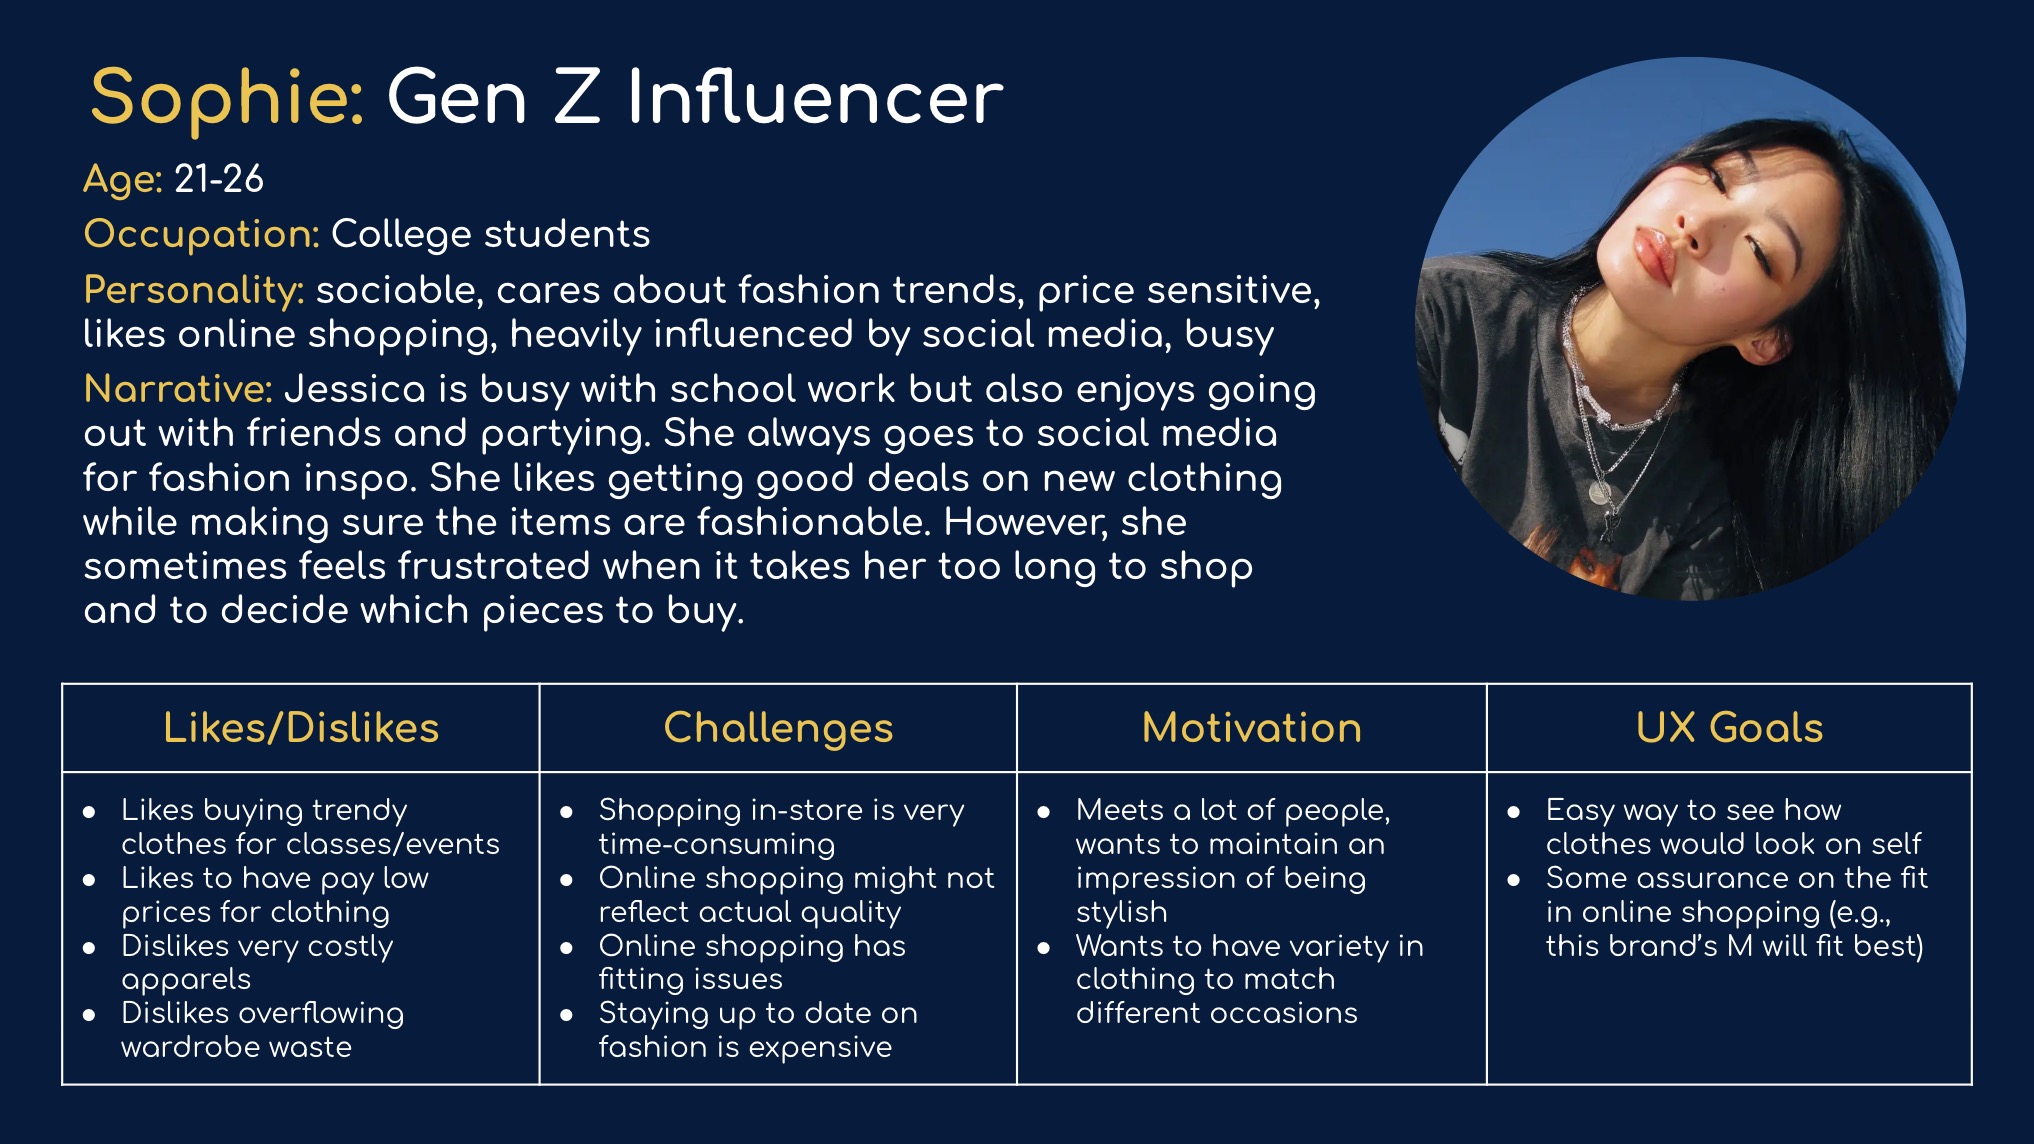 Sophie: Gen Z Influencer
Age: 21-26
Occupation: College students
Personality: sociable, cares about fashion trends, price sensitive,
likes online shopping, heavily influenced by social media, busy
Narrative: Jessica is busy with school work but also enjoys going
out with friends and partying. She always goes to social media
for fashion inspo. She likes getting good deals on new clothing
while making sure the items are fashionable. However, she
sometimes feels frustrated when it takes her too long to shop
and to decide which pieces to buy.
Likes/Dislikes
● Likes buying trendy
clothes for classes/events
● Likes to have pay low
prices for clothing
● Dislikes very costly
apparels
● Dislikes overflowing
wardrobe waste
Challenges
● Shopping in-store is very
time-consuming
● Online shopping might not
reflect actual quality
● Online shopping has
fitting issues
● Staying up to date on
fashion is expensive
Motivation
● Meets a lot of people,
wants to maintain an
impression of being
stylish
● Wants to have variety in
clothing to match
different occasions
UX Goals
● Easy way to see how
clothes would look on self
● Some assurance on the fit
in online shopping (e.g.,
this brand’s M will fit best)